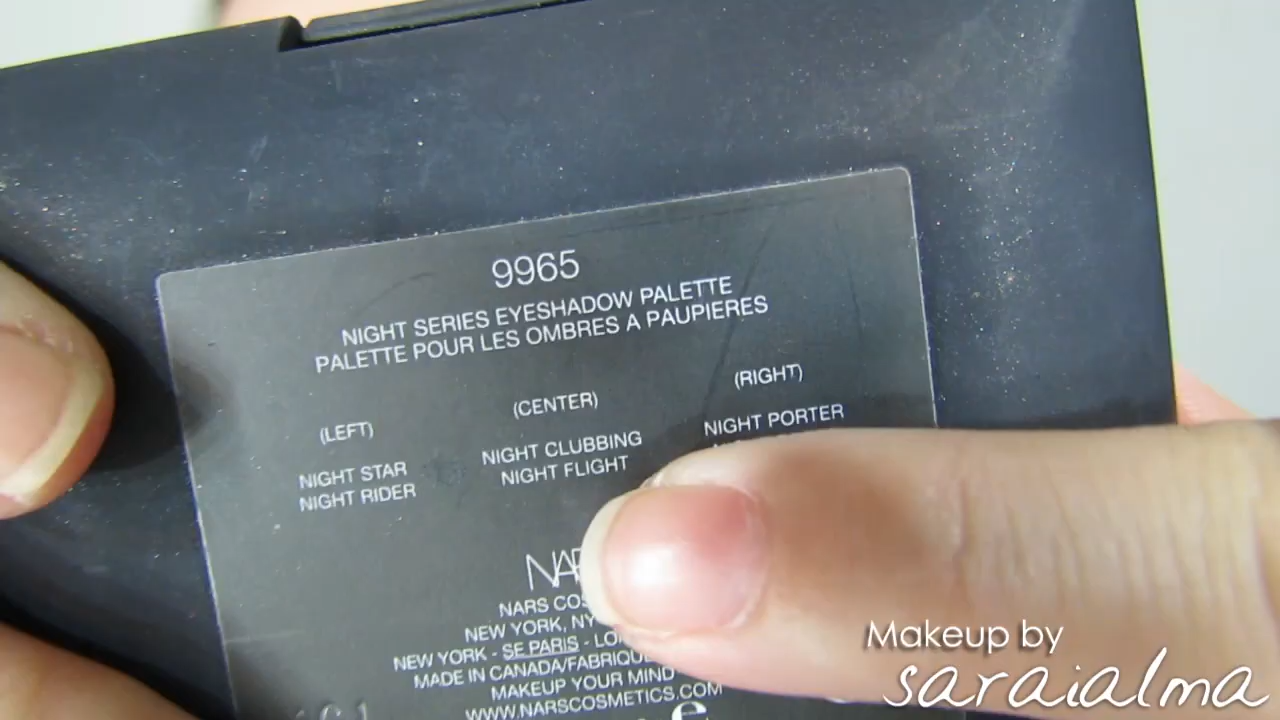 9965
NIGHT SERIES EYESHADOW PALETTE
PALETTE POUR LES OMBRES A PAUPIERES
(LEFT) (CENTER) (RIGHT)
NIGHT STAR NIGHT CLUBBING NIGHT PORTER
NIGHT RIDER NIGHT FLIGHT
NARS
NARS
NEW YORK, NY
NEW YORK - SE PARIS -
MADE IN CANADA/
MAKEUP YOUR MIND
WWW.NARSCOSMETICS.COM
Makeup by
saraialma